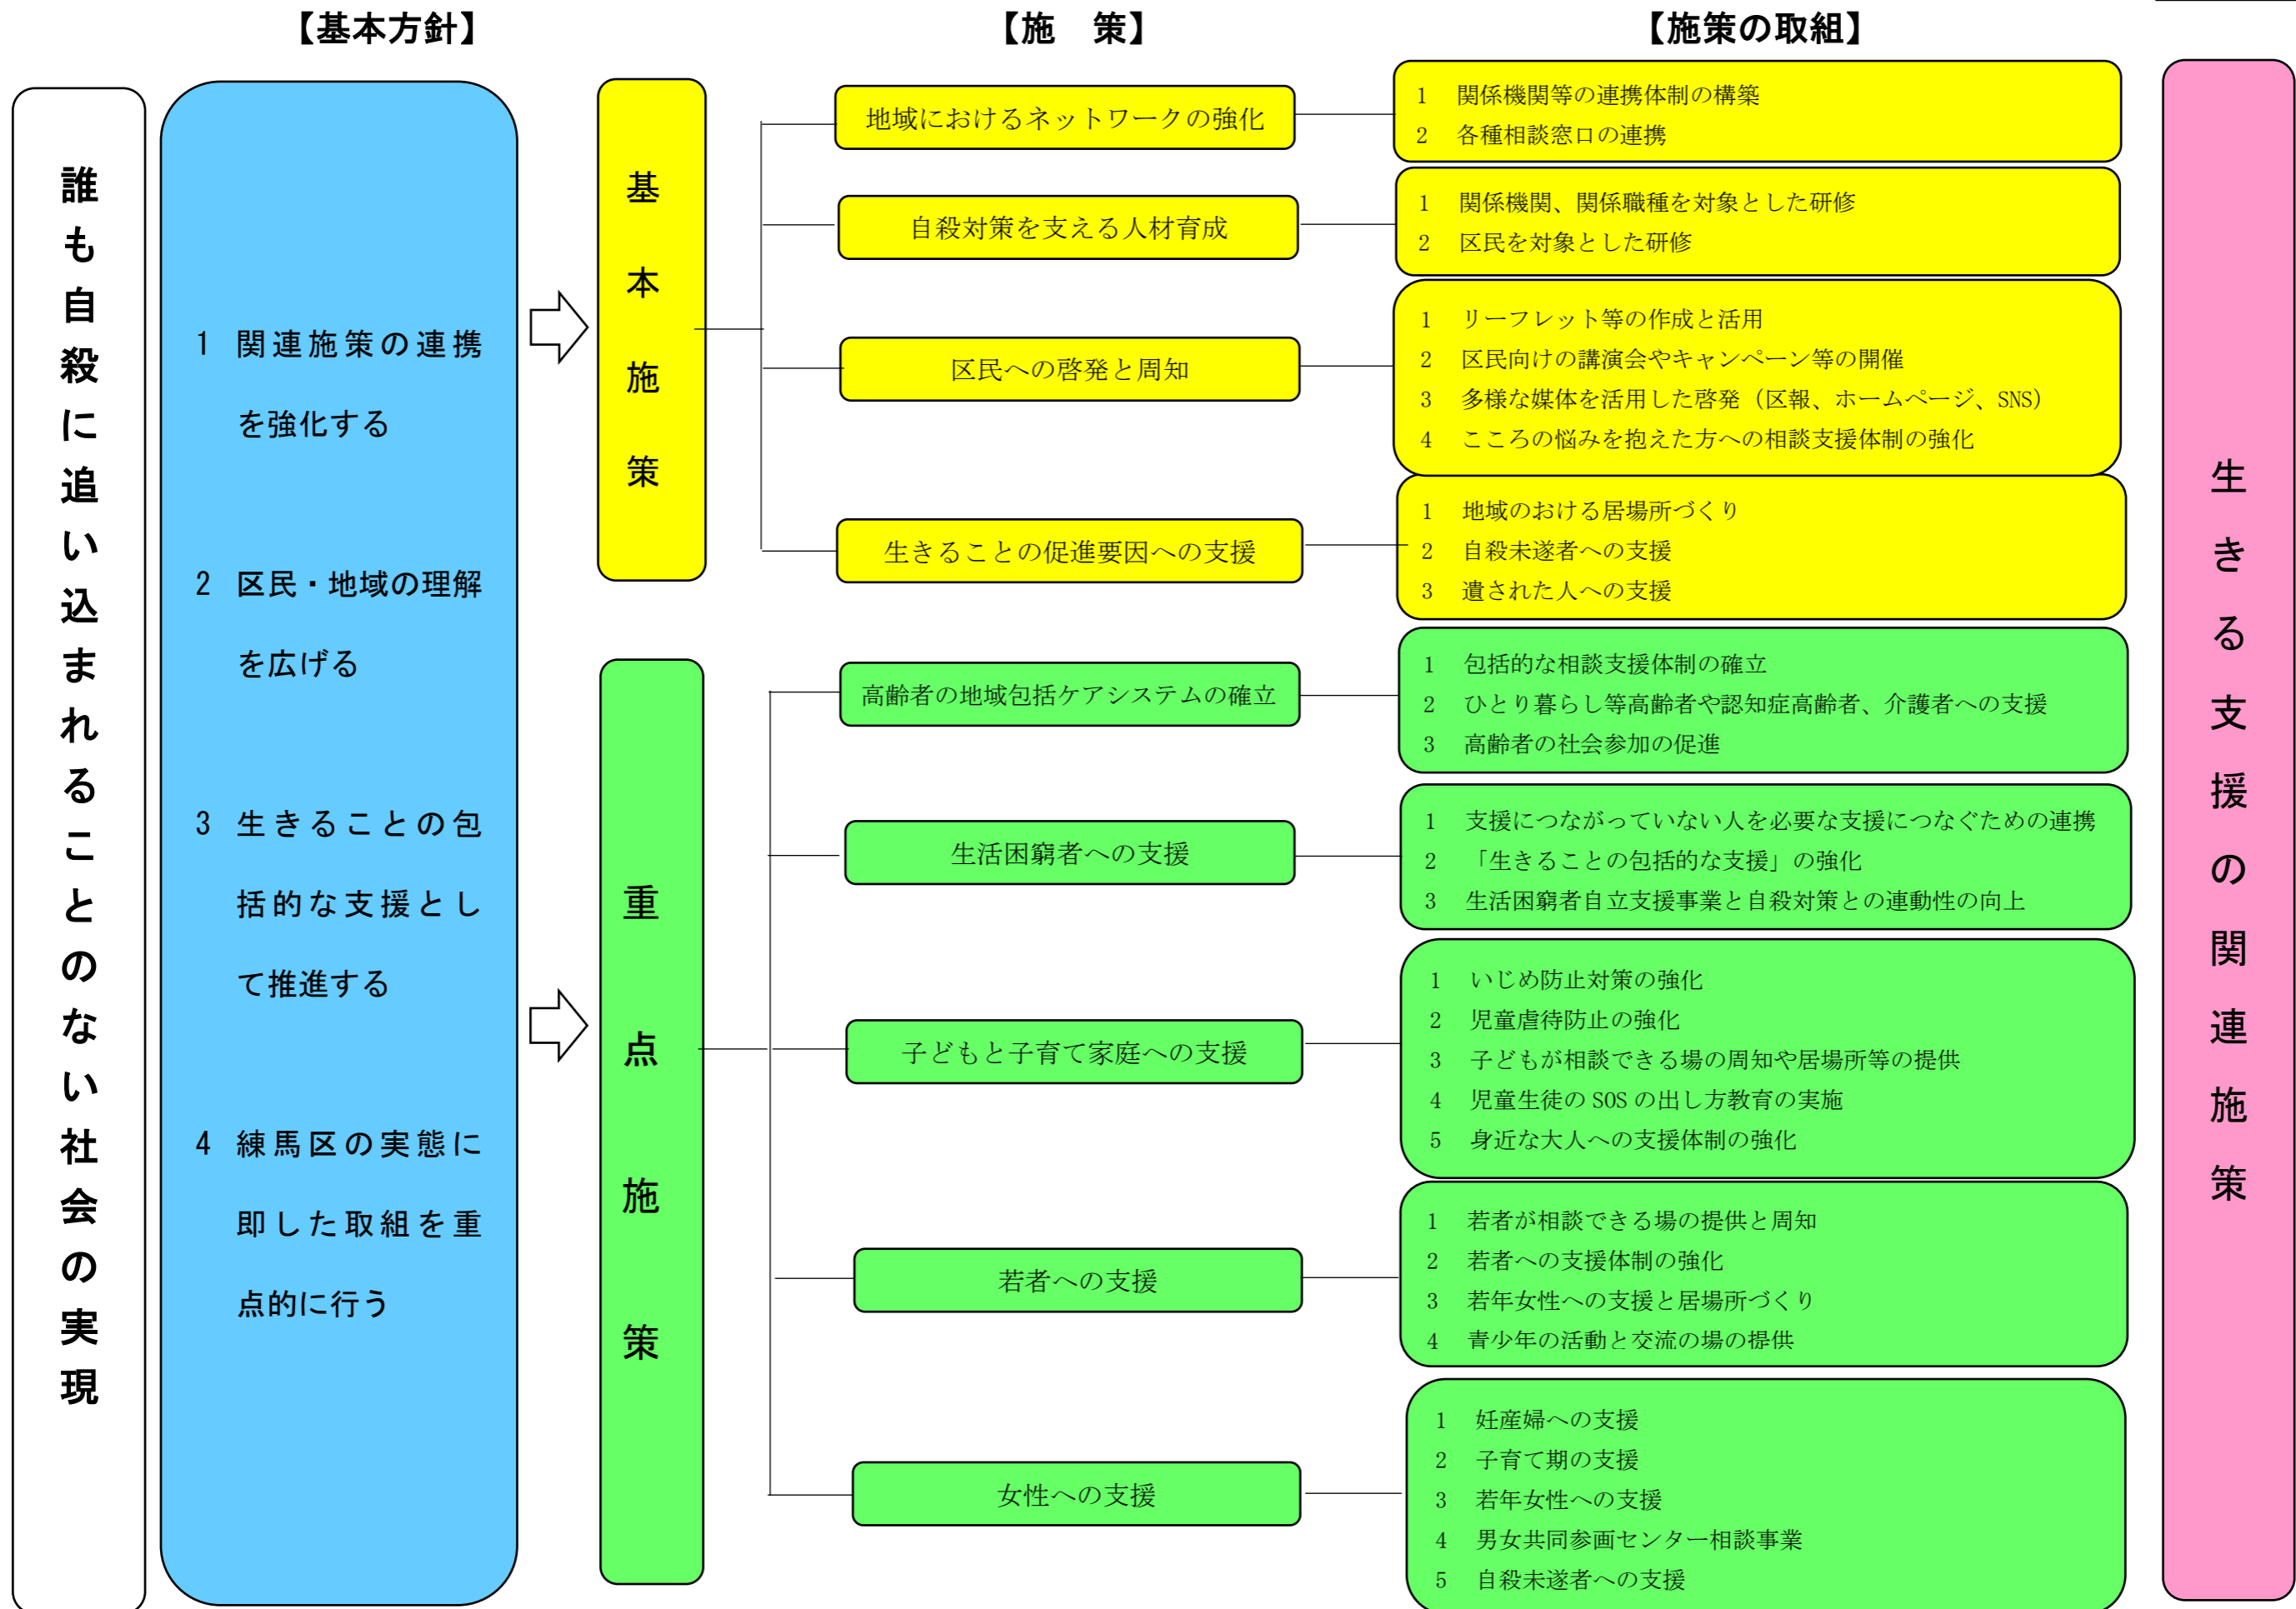 【基本方針】
【施　策】
【施策の取組】
誰も自殺に追い込まれることのない社会の実現
1 関連施策の連携
を強化する
2 区民・地域の理解
を広げる
3 生きることの包
括的な支援とし
て推進する
4 練馬区の実態に
即した取組を重
点的に行う
基本施策
地域におけるネットワークの強化
1 関係機関等の連携体制の構築
2 各種相談窓口の連携
自殺対策を支える人材育成
1 関係機関、関係職種を対象とした研修
2 区民を対象とした研修
区民への啓発と周知
1 リーフレット等の作成と活用
2 区民向けの講演会やキャンペーン等の開催
3 多様な媒体を活用した啓発（区報、ホームページ、SNS）
4 こころの悩みを抱えた方への相談支援体制の強化
生きることの促進要因への支援
1 地域のおける居場所づくり
2 自殺未遂者への支援
3 遺された人への支援
重点施策
高齢者の地域包括ケアシステムの確立
1 包括的な相談支援体制の確立
2 ひとり暮らし等高齢者や認知症高齢者、介護者への支援
3 高齢者の社会参加の促進
生活困窮者への支援
1 支援につながっていない人を必要な支援につなぐための連携
2 「生きることの包括的な支援」の強化
3 生活困窮者自立支援事業と自殺対策との連動性の向上
子どもと子育て家庭への支援
1 いじめ防止対策の強化
2 児童虐待防止の強化
3 子どもが相談できる場の周知や居場所等の提供
4 児童生徒の SOS の出し方教育の実施
5 身近な大人への支援体制の強化
若者への支援
1 若者が相談できる場の提供と周知
2 若者への支援体制の強化
3 若年女性への支援と居場所づくり
4 青少年の活動と交流の場の提供
女性への支援
1 妊産婦への支援
2 子育て期の支援
3 若年女性への支援
4 男女共同参画センター相談事業
5 自殺未遂者への支援
生きる支援の関連施策